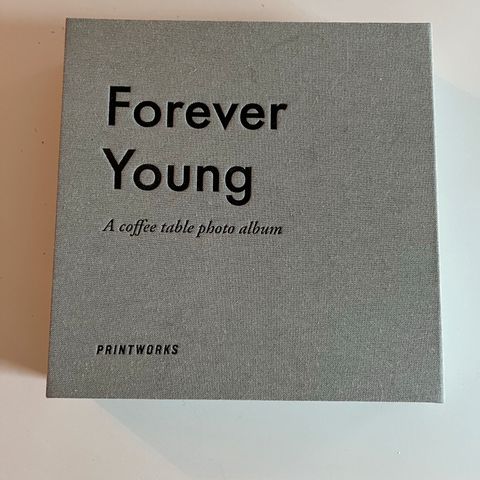 Forever
Young
A coffee table photo album
PRINTWORKS